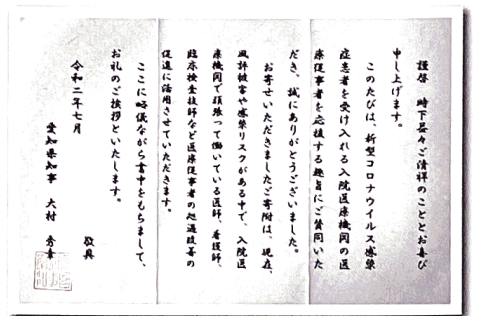 謹啓　時下益々ご清祥のこととお喜び
申し上げます。
このたびは、新型コロナウイルス感染
症患者を受け入れる入院医療機関の医
療従事者を応援する趣旨にご賛同いた
だき、誠にありがとうございました。
お寄せいただきましたご寄附は、現在、
風評被害や感染リスクがある中で、入院医
療機関で頑張って働いている医師、看護師、
臨床検査技師など医療従事者の処遇改善の
促進に活用させていただきます。
ここに略儀ながら書中をもちまして、
お礼のご挨拶といたします。
敬具
令和二年七月
愛知県知事　大村　秀章